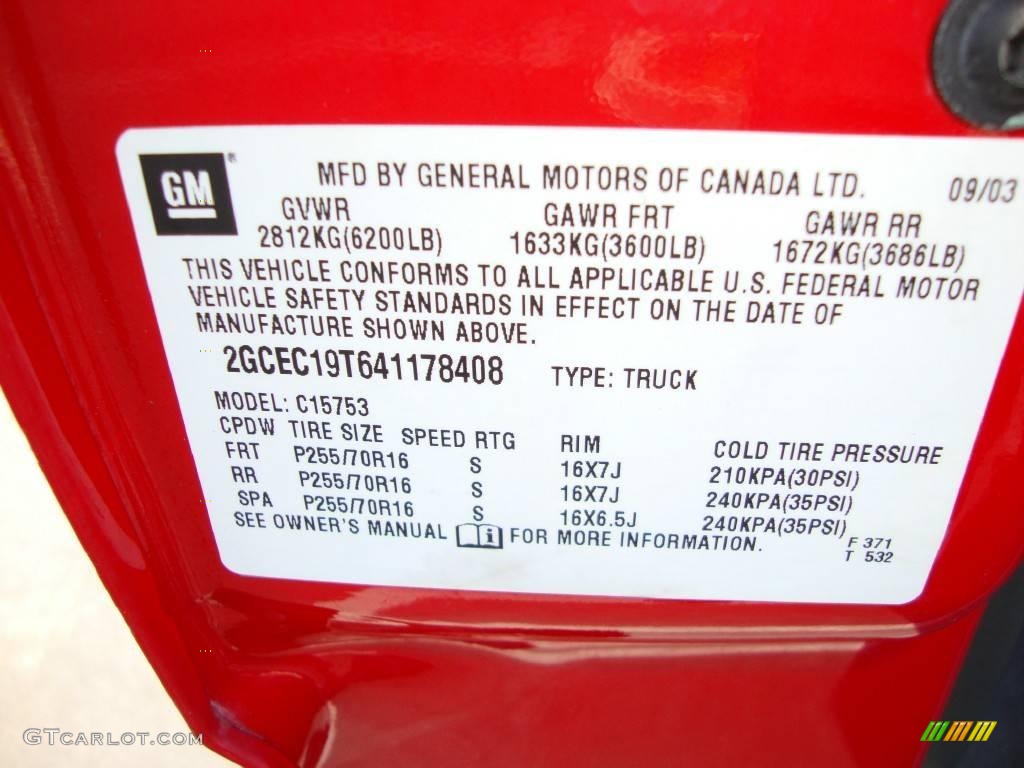 GM®
MFD BY GENERAL MOTORS OF CANADA LTD. 09/03
GVWR GAWR FRT GAWR RR
2812KG(6200LB) 1633KG(3600LB) 1672KG(3686LB)
THIS VEHICLE CONFORMS TO ALL APPLICABLE U.S. FEDERAL MOTOR
VEHICLE SAFETY STANDARDS IN EFFECT ON THE DATE OF
MANUFACTURE SHOWN ABOVE.
2GCEC19T641178408 TYPE: TRUCK
MODEL: C15753
CPDW TIRE SIZE SPEED RTG RIM COLD TIRE PRESSURE
FRT P255/70R16 S 16X7J 210KPA(30PSI)
RR P255/70R16 S 16X7J 240KPA(35PSI)
SPA P255/70R16 S 16X6.5J 240KPA(35PSI)
SEE OWNER'S MANUAL i FOR MORE INFORMATION.
F 371
T 532
GTCARLOT.COM